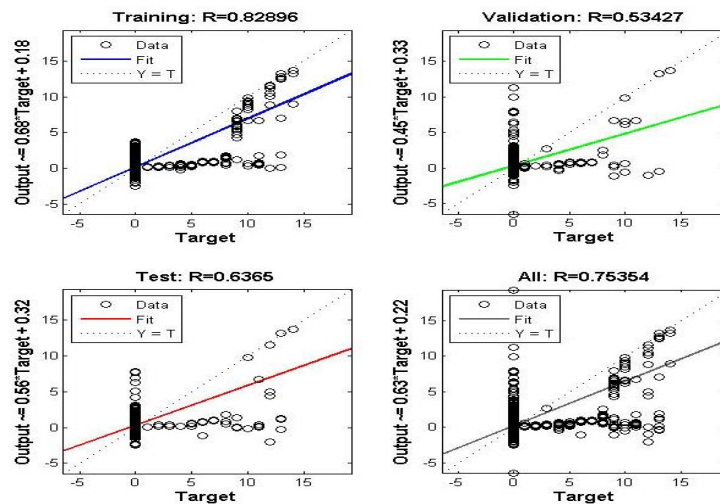 Training: R=0.82896
Output ~= 0.68*Target + 0.18
Data
Fit
Y = T
15
10
5
0
-5
-5 0 5 10 15
Target
Validation: R=0.53427
Output ~= 0.45*Target + 0.33
Data
Fit
Y = T
15
10
5
0
-5
-5 0 5 10 15
Target
Test: R=0.6365
Output ~= 0.56*Target + 0.32
Data
Fit
Y = T
15
10
5
0
-5
-5 0 5 10 15
Target
All: R=0.75354
Output ~= 0.63*Target + 0.22
Data
Fit
Y = T
15
10
5
0
-5
-5 0 5 10 15
Target